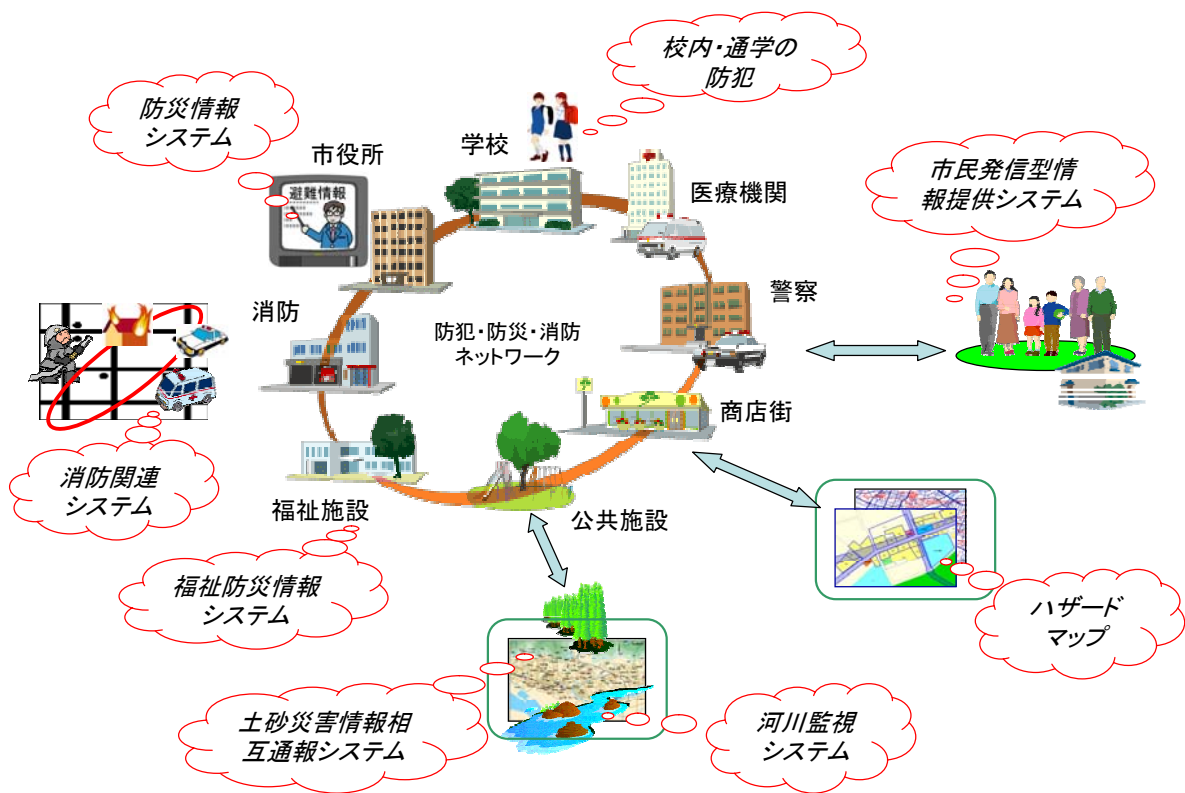 校内・通学の
防犯
防災情報
システム
市役所
学校
避難情報
医療機関
市民発信型情
報提供システム
消防
警察
防犯・防災・消防
ネットワーク
商店街
消防関連
システム
福祉施設
公共施設
福祉防災情報
システム
ハザード
マップ
土砂災害情報相
互通報システム
河川監視
システム